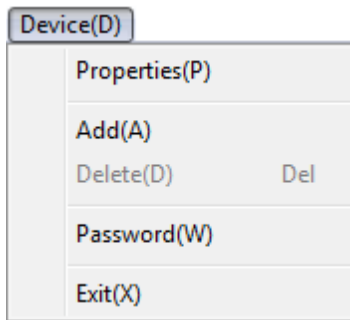 Device(D)
Properties(P)
Add(A)
Delete(D) Del
Password(W)
Exit(X)